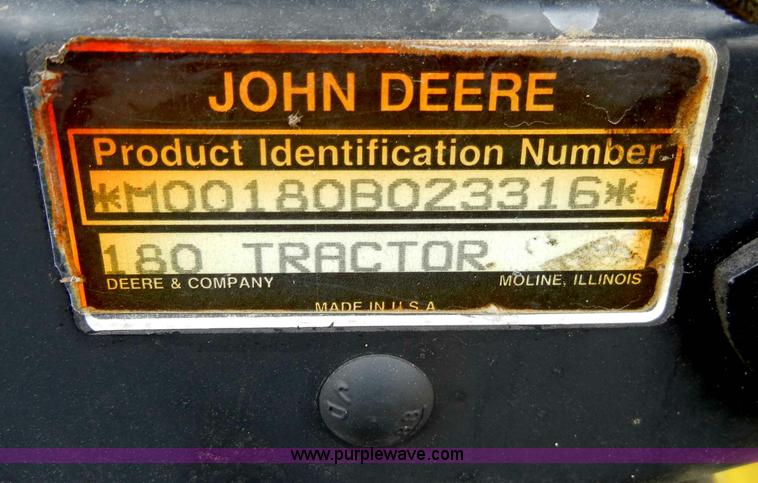 JOHN DEERE
Product Identification Number
*M00180B023316*
180 TRACTOR
DEERE & COMPANY MOLINE, ILLINOIS
MADE IN U.S.A
www.purplewave.com